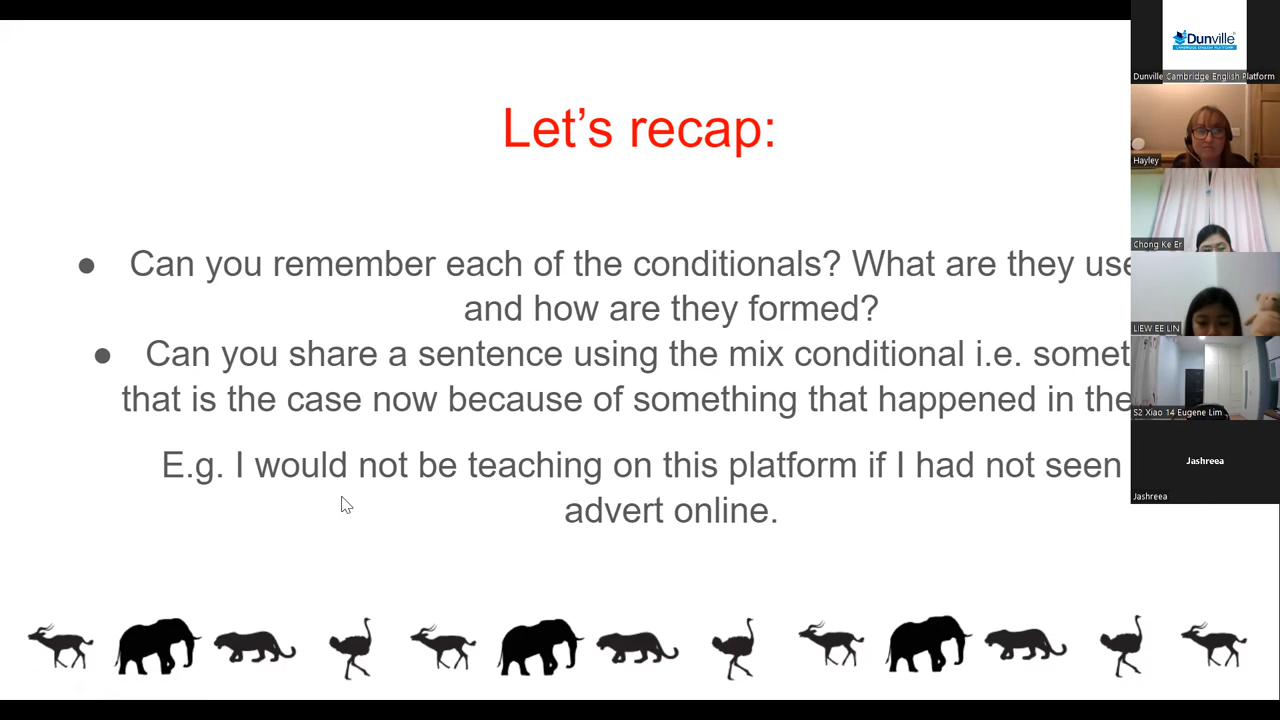 Let's recap:
● Can you remember each of the conditionals? What are they use
and how are they formed?
● Can you share a sentence using the mix conditional i.e. somet
that is the case now because of something that happened in the
E.g. I would not be teaching on this platform if I had not seen
advert online.
Dunville
CAMBRIDGE ENGLISH PLATFORM
Dunville Cambridge English Platform
Hayley
Chong Ke Er
LIEW EE LIN
S2 Xiao 14 Eugene Lim
Jashreea
Jashreea